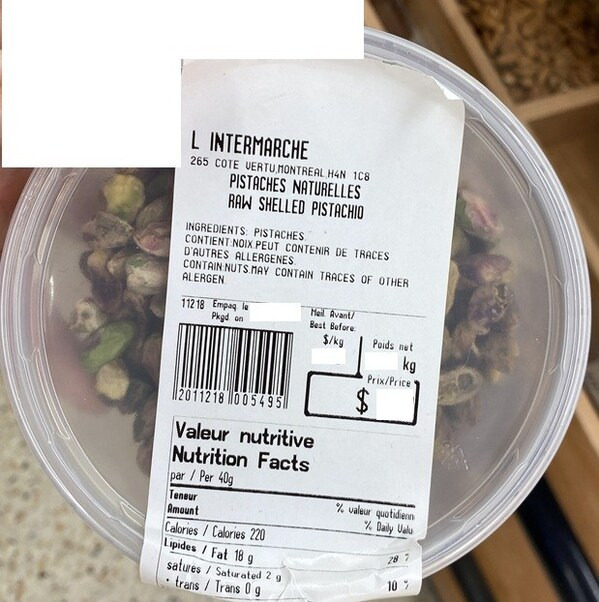 L INTERMARCHE
265 COTE VERTU,MONTREAL,H4N 1C8
PISTACHES NATURELLES
RAW SHELLED PISTACHIO
INGREDIENTS: PISTACHES
CONTIENT:NOIX.PEUT CONTENIR DE TRACES
D'AUTRES ALLERGENES.
CONTAIN:NUTS.MAY CONTAIN TRACES OF OTHER
ALERGEN.
11218 Empaq le
Pkgd on
Meil. Avant/
Best Before:
$/kg
Poids net
kg
Prix/Price
$
2011218 005495
Valeur nutritive
Nutrition Facts
par / Per 40g
Teneur
Amount
% valeur quotidienn
% Daily Valu
Calories / Calories 220
Lipides / Fat 18 g
28 %
saturés / Saturated 2 g
+ trans / Trans 0 g
10 %